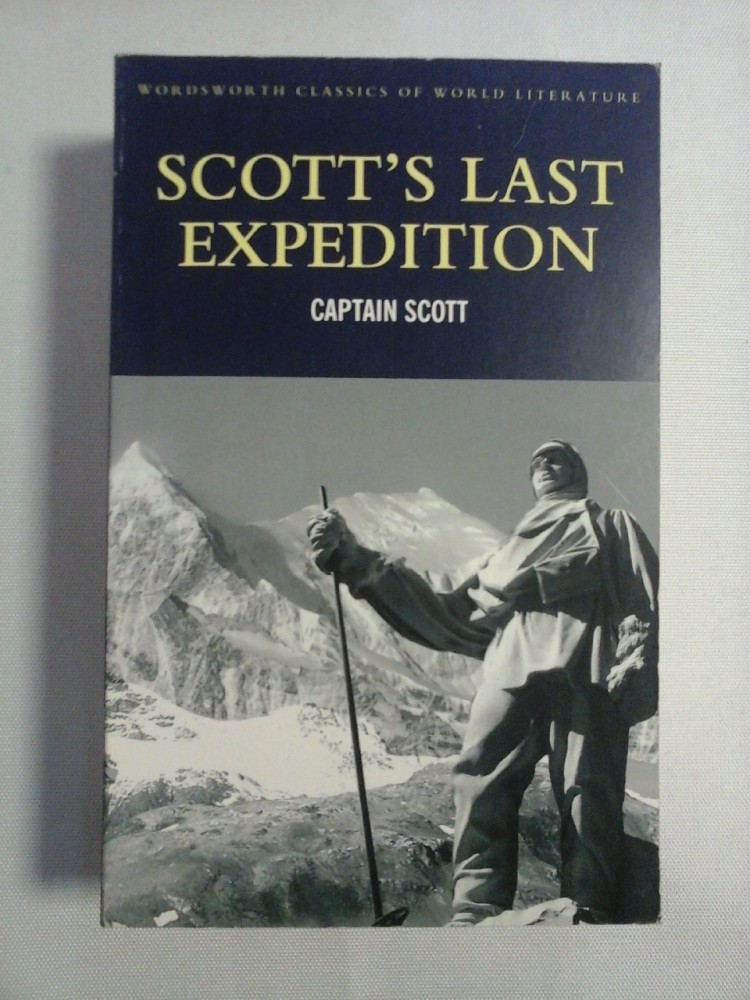 WORDSWORTH CLASSICS OF WORLD LITERATURE
SCOTT'S LAST
EXPEDITION
CAPTAIN SCOTT